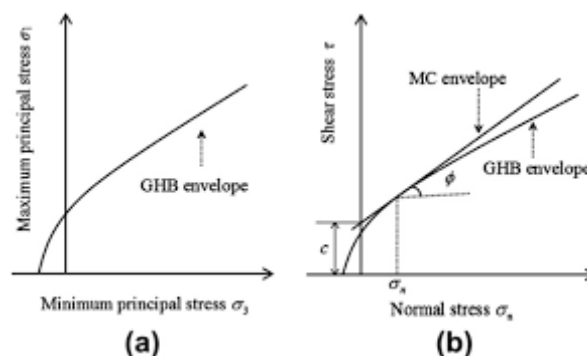 Maximum principal stress σ₁
GHB envelope
Minimum principal stress σ₃
(a)
Shear stress τ
MC envelope
GHB envelope
ϕ
c
σₙ
Normal stress σₙ
(b)